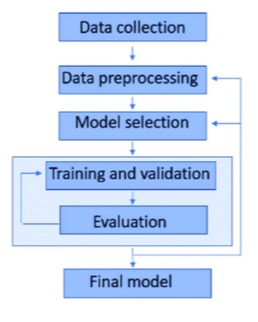 Data collection
Data preprocessing
Model selection
Training and validation
Evaluation
Final model